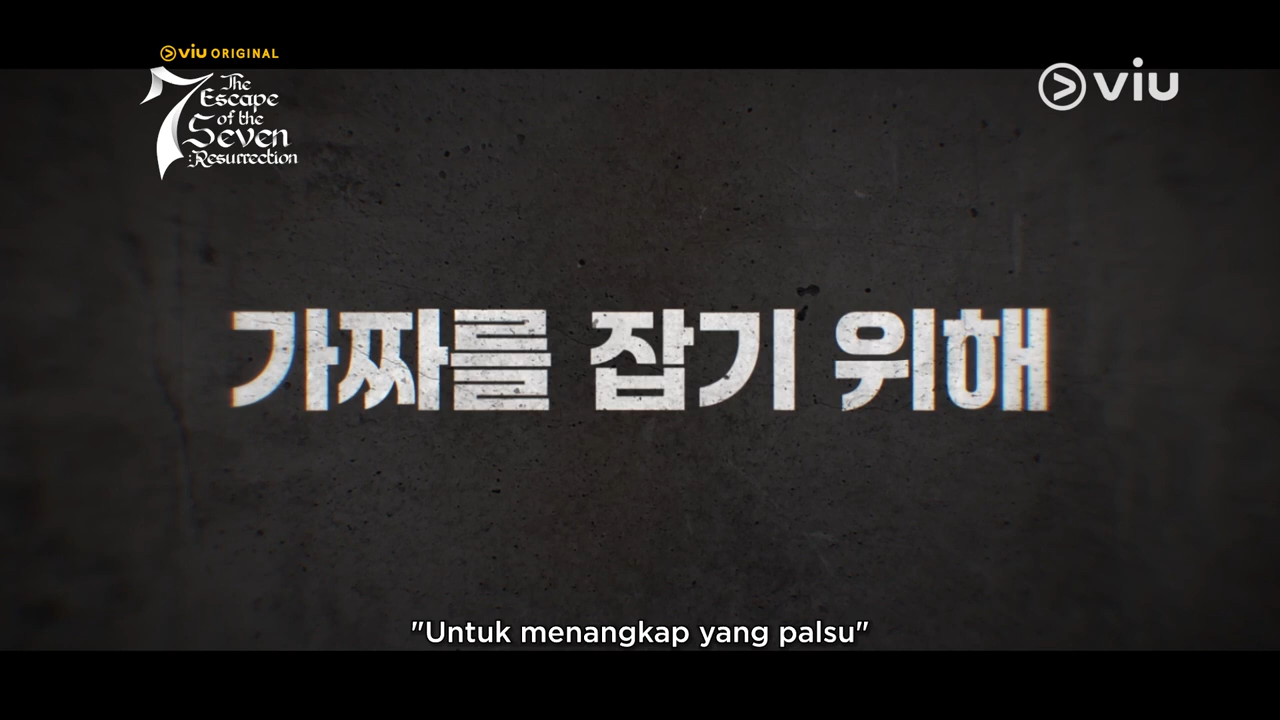 viu ORIGINAL
7 The
Escape
of the
Seven
:Resurrection
viu
가짜를 잡기 위해
"Untuk menangkap yang palsu"